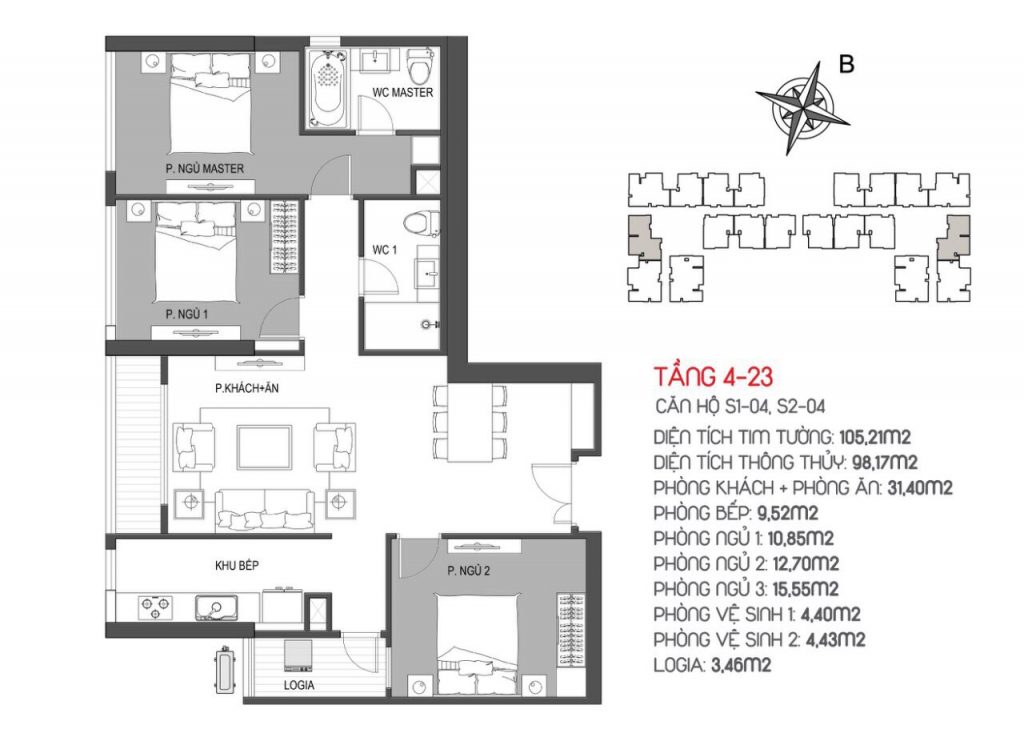 WC MASTER
P. NGỦ MASTER
WC 1
P. NGỦ 1
P.KHÁCH+ĂN
KHU BẾP
P. NGỦ 2
LOGIA
B
TẦNG 4-23
CĂN HỘ S1-04, S2-04
DIỆN TÍCH TIM TƯỜNG: 105,21M2
DIỆN TÍCH THÔNG THỦY: 98,17M2
PHÒNG KHÁCH + PHÒNG ĂN: 31,40M2
PHÒNG BẾP: 9,52M2
PHÒNG NGỦ 1: 10,85M2
PHÒNG NGỦ 2: 12,70M2
PHÒNG NGỦ 3: 15,55M2
PHÒNG VỆ SINH 1: 4,40M2
PHÒNG VỆ SINH 2: 4,43M2
LOGIA: 3,46M2